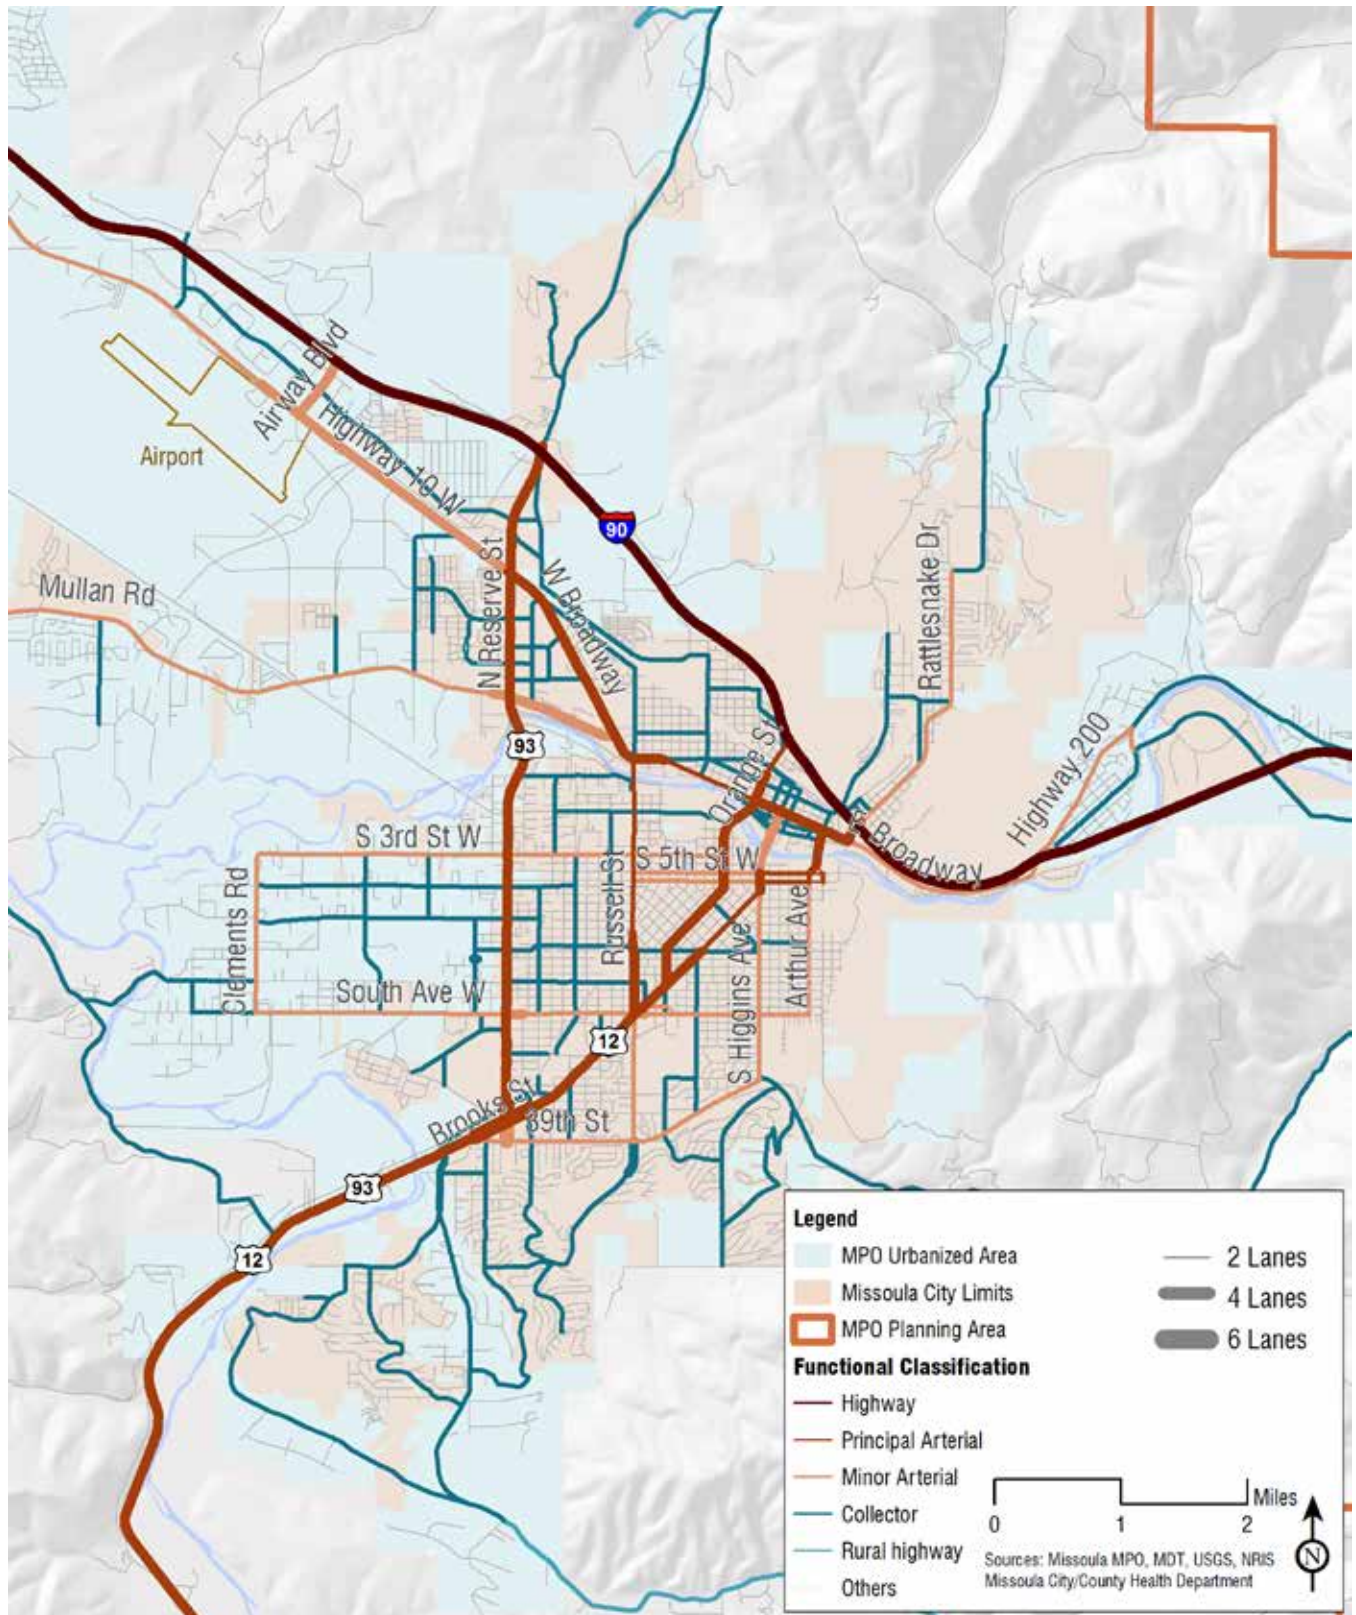 Airway Blvd
Highway 10 W
Airport
90
Mullan Rd
N Reserve St
W Broadway
Rattlesnake Dr
93
Orange St
Highway 200
E Broadway
S 3rd St W
S 5th St W
Clements Rd
Russell St
Arthur Ave
South Ave W
S Higgins Ave
12
Brooks St
39th St
93
12
Legend
MPO Urbanized Area
Missoula City Limits
MPO Planning Area
2 Lanes
4 Lanes
6 Lanes
Functional Classification
Highway
Principal Arterial
Minor Arterial
Collector
Rural highway
Others
Miles
0 1 2
N
Sources: Missoula MPO, MDT, USGS, NRIS
Missoula City/County Health Department